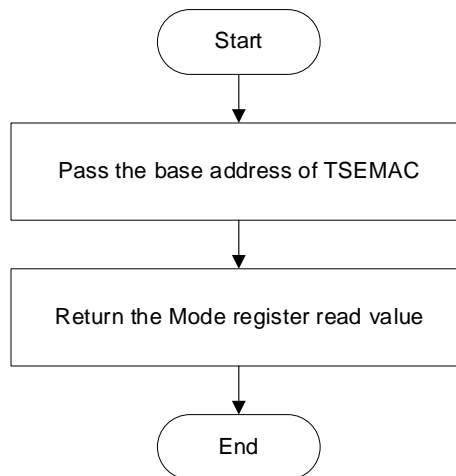 Start
Pass the base address of TSEMAC
Return the Mode register read value
End